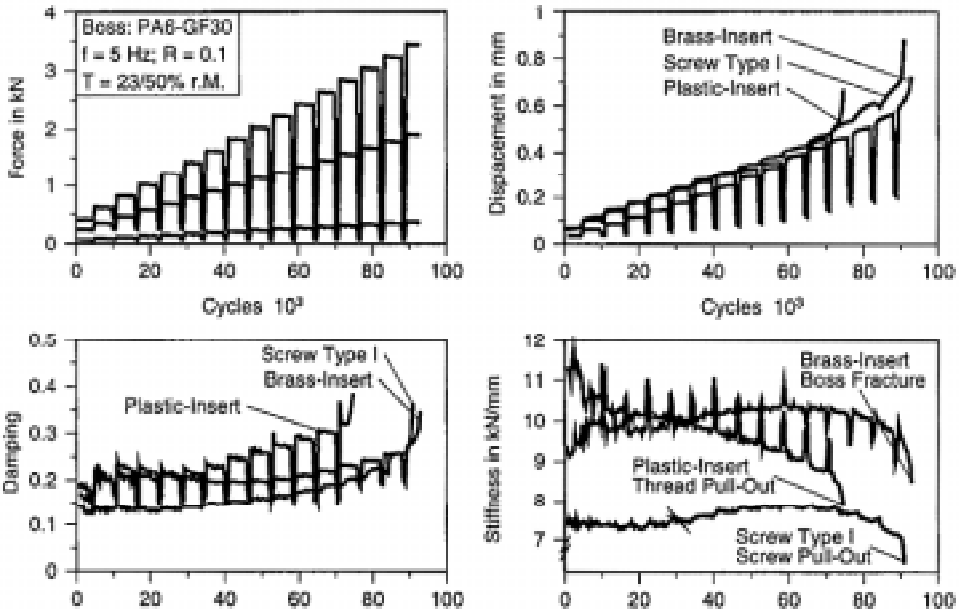 Boss: PA6-GF30
f = 5 Hz; R = 0.1
T = 23/50% r.M.
Force in kN
4
3
2
1
0
0 20 40 60 80 100
Cycles 10³
Dispacement in mm
1
0.8
0.6
0.4
0.2
0
Brass-Insert
Screw Type I
Plastic-Insert
0 20 40 60 80 100
Cycles 10³
Damping
0.5
0.4
0.3
0.2
0.1
0
Screw Type I
Brass-Insert
Plastic-Insert
0 20 40 60 80 100
Stiffness in kN/mm
12
11
10
9
8
7
Brass-Insert
Boss Fracture
Plastic-Insert
Thread Pull-Out
Screw Type I
Screw Pull-Out
0 20 40 60 80 100